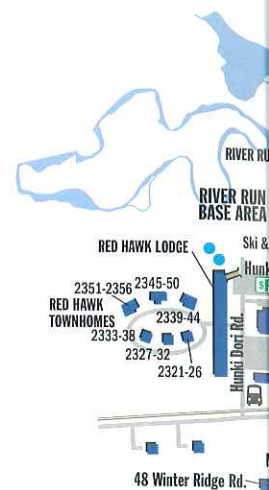 RIVER RU
RIVER RUN
BASE AREA
RED HAWK LODGE
Ski &
Hunk
2351-2356
2345-50
RED HAWK
TOWNHOMES
2339-44
2333-38
2327-32
2321-26
Hunki Dori Rd.
48 Winter Ridge Rd.